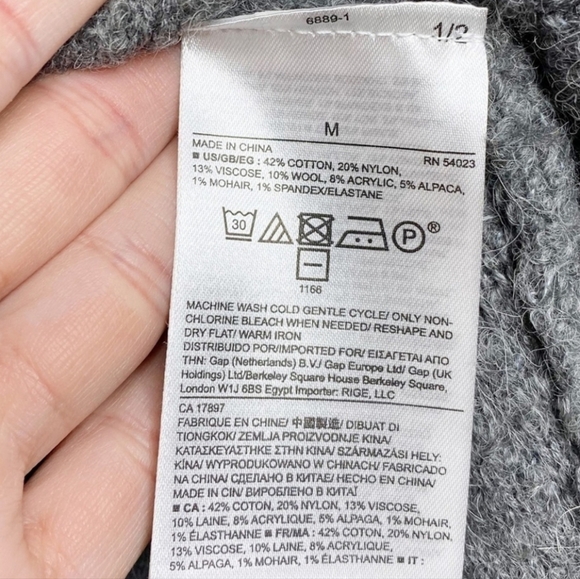 6889-1
1/2
M
MADE IN CHINA
RN 54023
■ US/GB/EG : 42% COTTON, 20% NYLON,
13% VISCOSE, 10% WOOL, 8% ACRYLIC, 5% ALPACA,
1% MOHAIR, 1% SPANDEX/ELASTANE
30 P ®
1166
MACHINE WASH COLD GENTLE CYCLE/ ONLY NON-
CHLORINE BLEACH WHEN NEEDED/ RESHAPE AND
DRY FLAT/ WARM IRON
DISTRIBUIDO POR/IMPORTED FOR/ ΕΙΣΑΓΕΤΑΙ ΑΠΟ
ΤΗΝ: Gap (Netherlands) B.V./ Gap Europe Ltd/ Gap (UK
Holdings) Ltd/Berkeley Square House Berkeley Square,
London W1J 6BS Egypt Importer: RIGE, LLC
CA 17897
FABRIQUE EN CHINE/ 中國製造/ DIBUAT DI
TIONGKOK/ ZEMLJA PROIZVODNJE KINA/
ΚΑΤΑΣΚΕΥΑΣΤΗΚΕ ΣΤΗΝ ΚΙΝΑ/ SZÁRMAZÁSI HELY:
KÍNA/ WYPRODUKOWANO W CHINACH/ FABRICADO
NA CHINA/ СДЕЛАНО В КИТАЕ/ HECHO EN CHINA/
MADE IN CIN/ ВИРОБЛЕНО В КИТАЇ
■ CA : 42% COTTON, 20% NYLON, 13% VISCOSE,
10% LAINE, 8% ACRYLIQUE, 5% ALPAGA, 1% MOHAIR,
1% ÉLASTHANNE ■ FR/MA : 42% COTON, 20% NYLON,
13% VISCOSE, 10% LAINE, 8% ACRYLIQUE,
5% ALPAGA, 1% MOHAIR, 1% ÉLASTHANNE ■ IT :